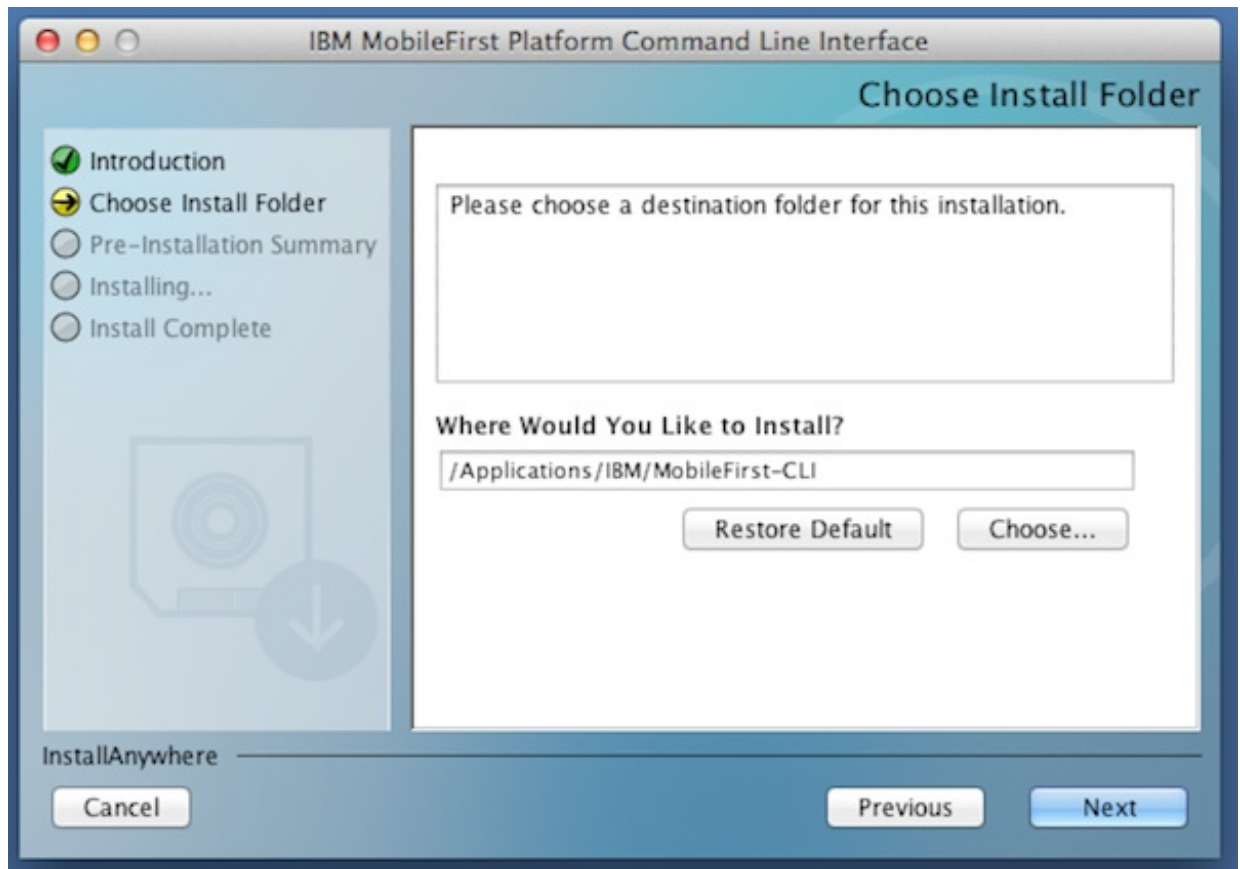 IBM MobileFirst Platform Command Line Interface
Choose Install Folder
Introduction
Choose Install Folder
Pre-Installation Summary
Installing...
Install Complete
Please choose a destination folder for this installation.
Where Would You Like to Install?
/Applications/IBM/MobileFirst-CLI
Restore Default
Choose...
InstallAnywhere
Cancel
Previous
Next